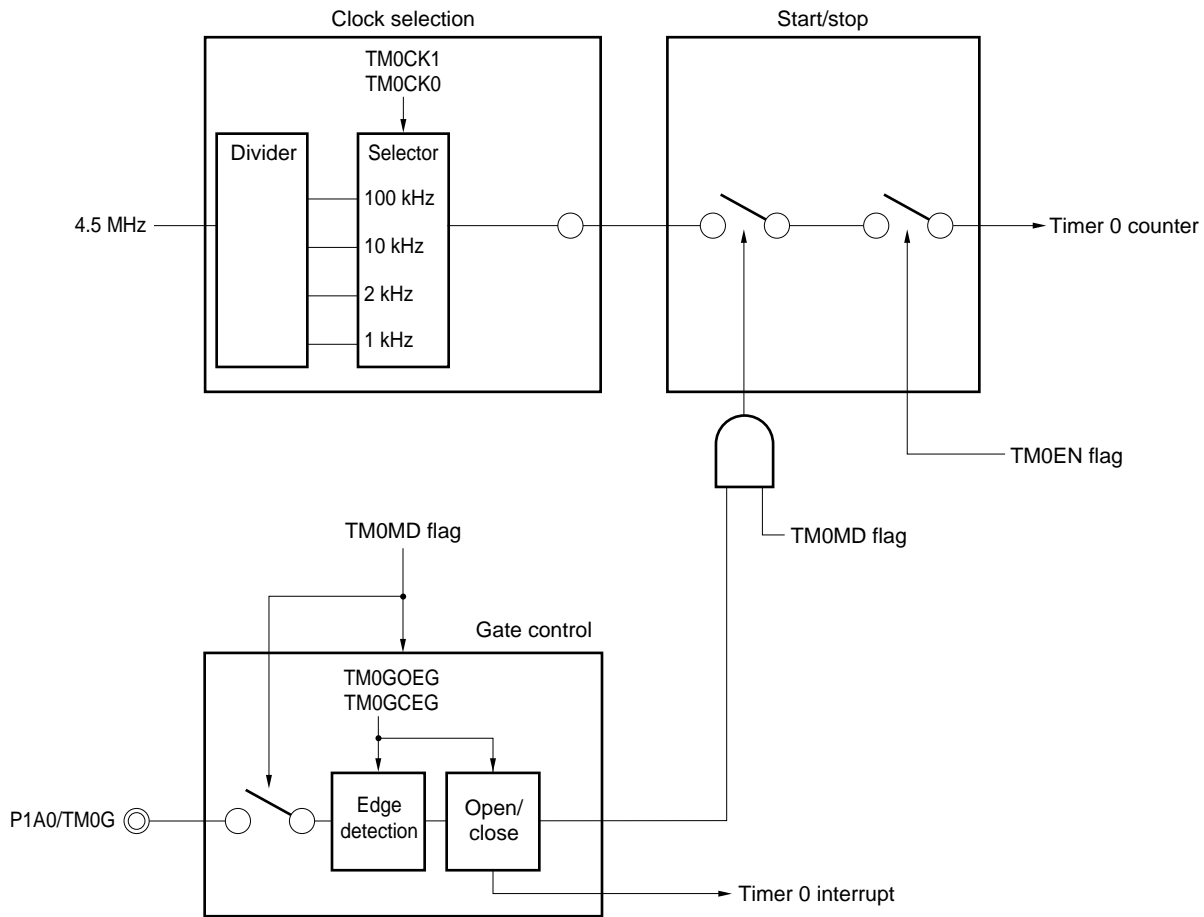 Clock selection
Start/stop
TM0CK1
TM0CK0
Divider
Selector
100 kHz
4.5 MHz
10 kHz
Timer 0 counter
2 kHz
1 kHz
TM0EN flag
TM0MD flag
TM0MD flag
Gate control
TM0GOEG
TM0GCEG
P1A0/TM0G
Edge
detection
Open/
close
Timer 0 interrupt